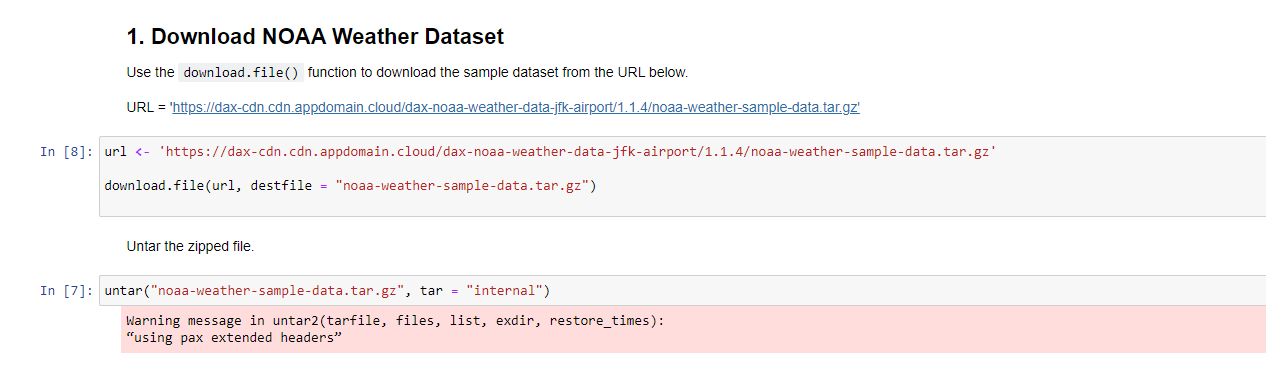 1. Download NOAA Weather Dataset
Use the download.file() function to download the sample dataset from the URL below.
URL = 'https://dax-cdn.cdn.appdomain.cloud/dax-noaa-weather-data-jfk-airport/1.1.4/noaa-weather-sample-data.tar.gz'
In [8]: url <- 'https://dax-cdn.cdn.appdomain.cloud/dax-noaa-weather-data-jfk-airport/1.1.4/noaa-weather-sample-data.tar.gz'
download.file(url, destfile = "noaa-weather-sample-data.tar.gz")
Untar the zipped file.
In [7]: untar("noaa-weather-sample-data.tar.gz", tar = "internal")
Warning message in untar2(tarfile, files, list, exdir, restore_times):
“using pax extended headers”